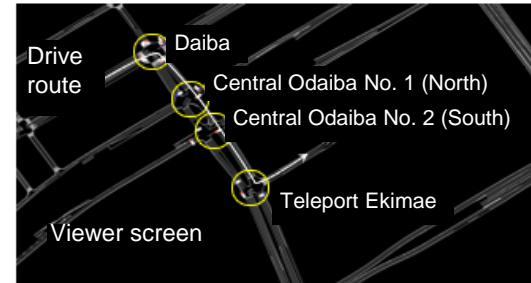 Daiba
Drive
route
Central Odaiba No. 1 (North)
Central Odaiba No. 2 (South)
Teleport Ekimae
Viewer screen